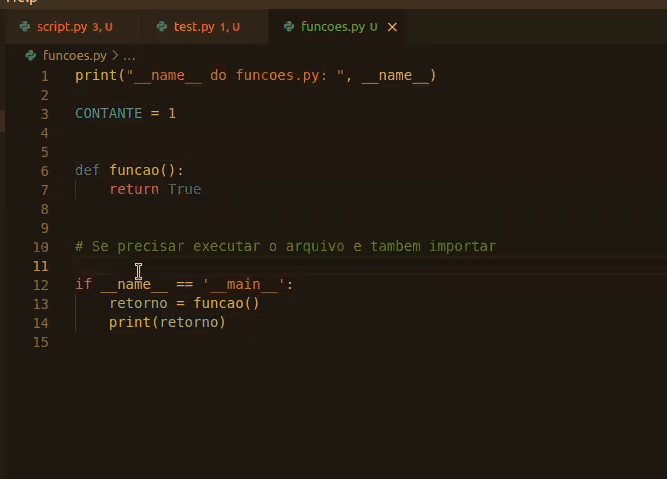 Help
script.py 3, U
test.py 1, U
funcoes.py U ×
funcoes.py > ...
1 print("__name__ do funcoes.py: ", __name__)
2
3 CONTANTE = 1
4
5
6 def funcao():
7 return True
8
9
10 # Se precisar executar o arquivo e tambem importar
11
12 if __name__ == '__main__':
13 retorno = funcao()
14 print(retorno)
15